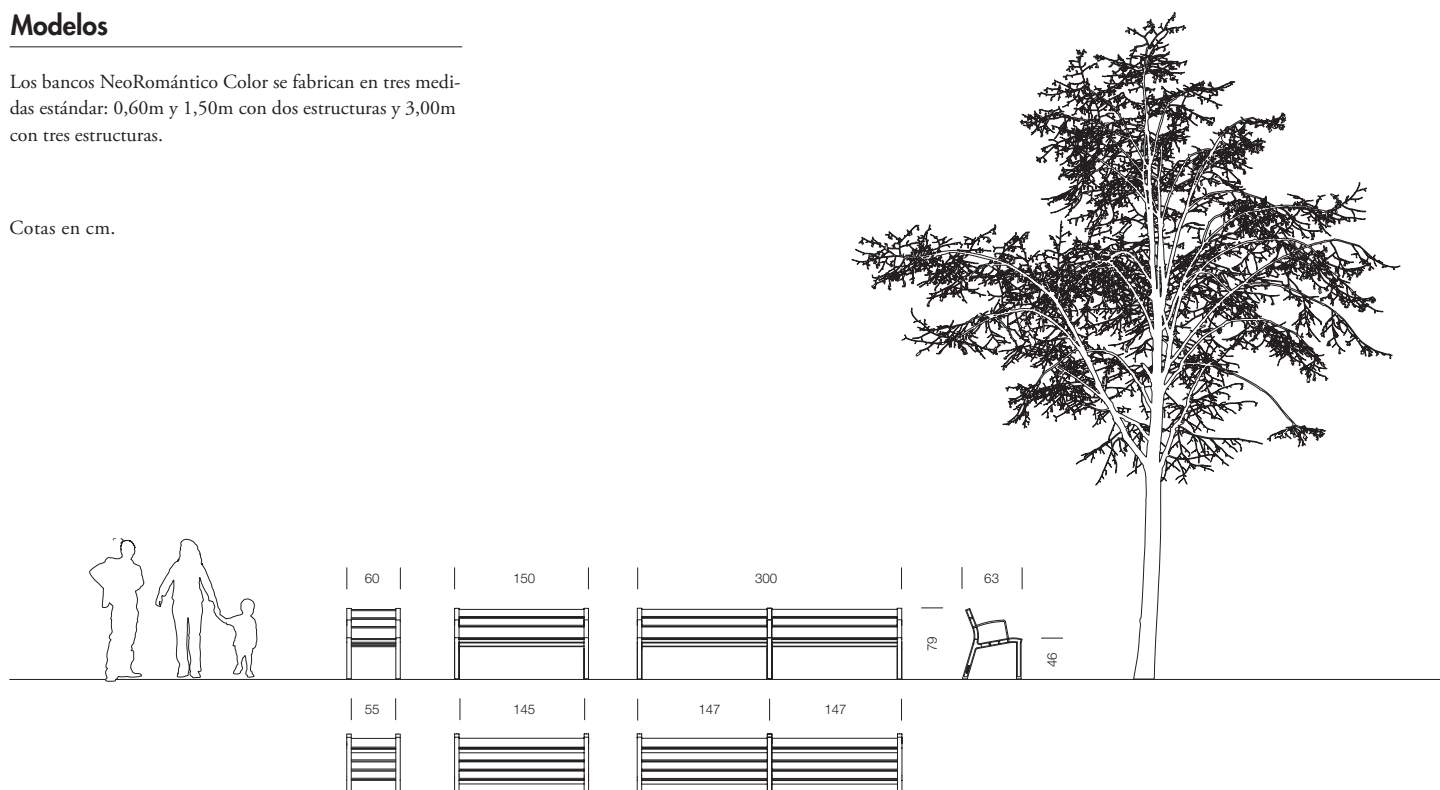 Modelos
Los bancos NeoRomántico Color se fabrican en tres medi-
das estándar: 0,60m y 1,50m con dos estructuras y 3,00m
con tres estructuras.
Cotas en cm.
60 150 300 63
79
46
55 145 147 147